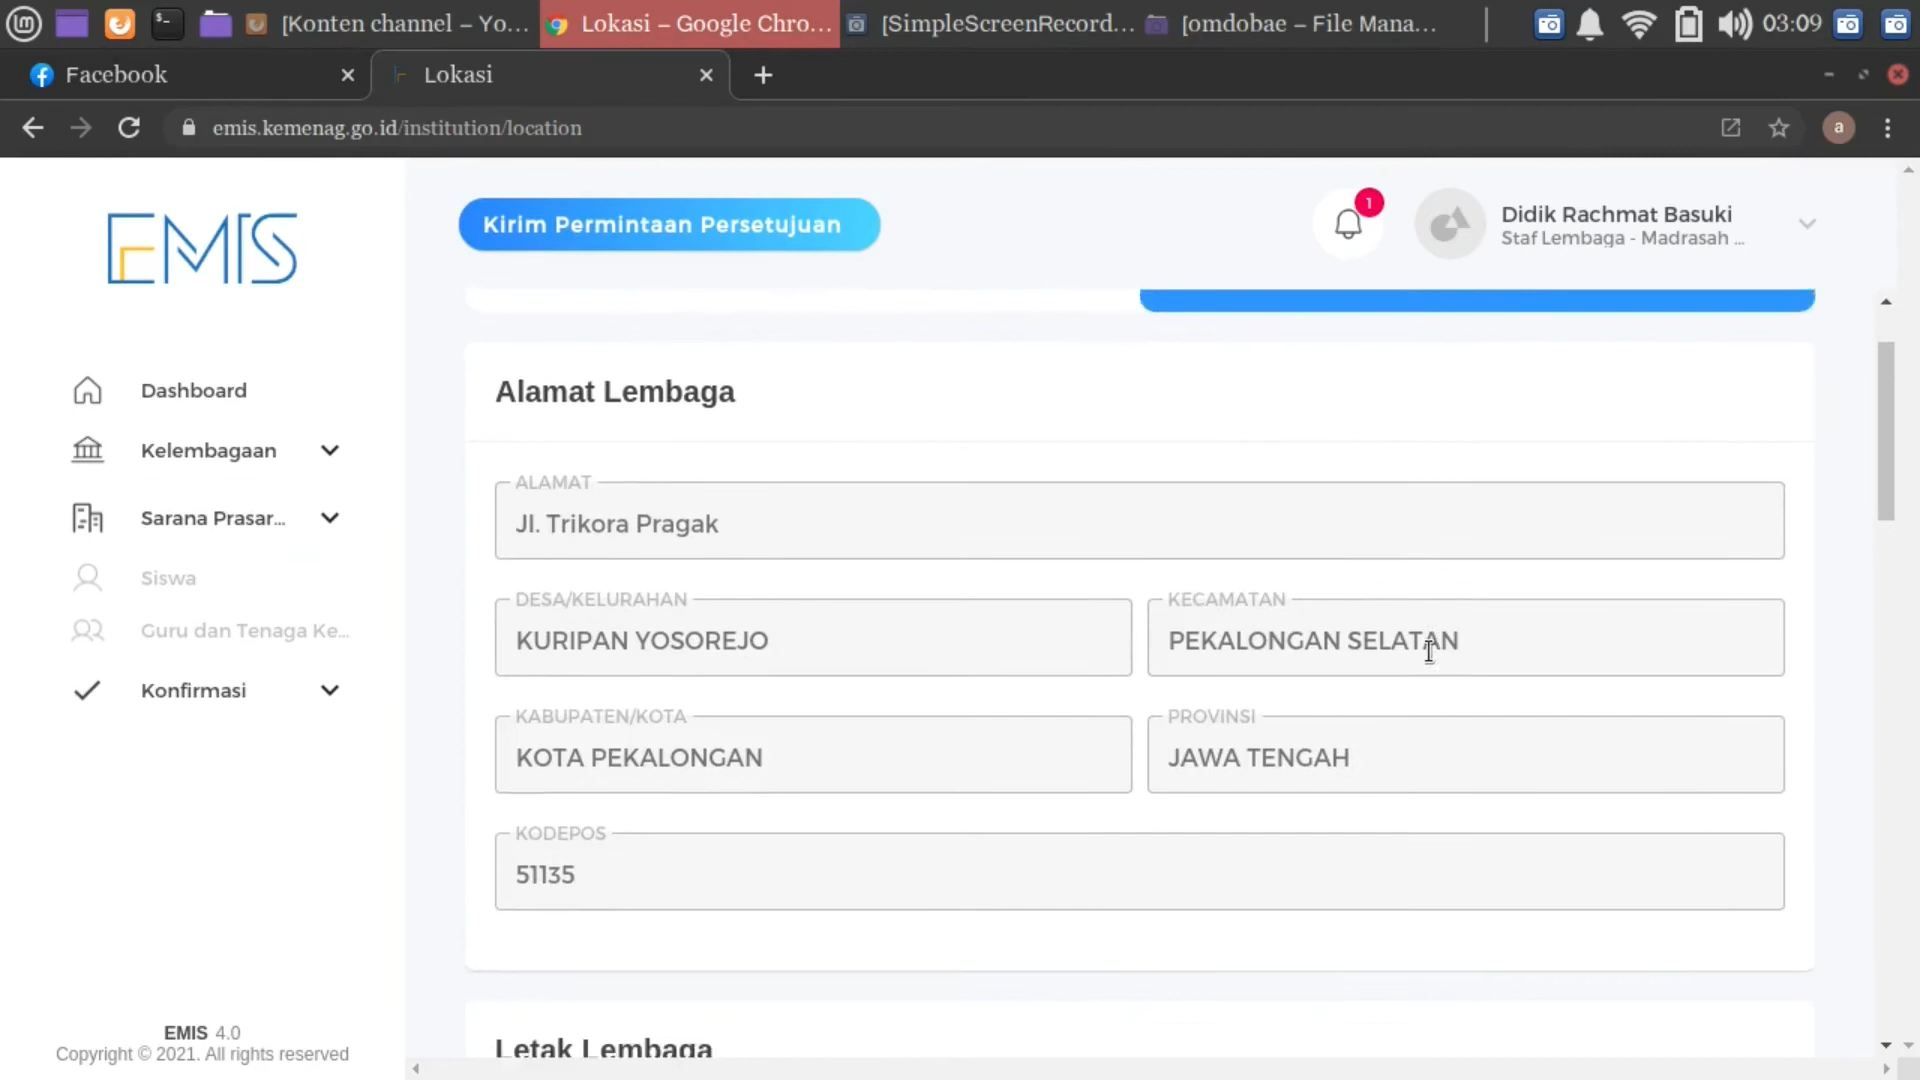 [Konten channel – Yo...
Lokasi – Google Chro...
[SimpleScreenRecord...
[omdobae – File Mana...
03:09
Facebook
Lokasi
emis.kemenag.go.id/institution/location
a
EMIS
Kirim Permintaan Persetujuan
1
Didik Rachmat Basuki
Staf Lembaga - Madrasah ...
Dashboard
Kelembagaan
Sarana Prasar...
Siswa
Guru dan Tenaga Ke...
Konfirmasi
Alamat Lembaga
ALAMAT
Jl. Trikora Pragak
DESA/KELURAHAN
KURIPAN YOSOREJO
KECAMATAN
PEKALONGAN SELATAN
KABUPATEN/KOTA
KOTA PEKALONGAN
PROVINSI
JAWA TENGAH
KODEPOS
51135
Letak Lembaga
EMIS 4.0
Copyright © 2021. All rights reserved